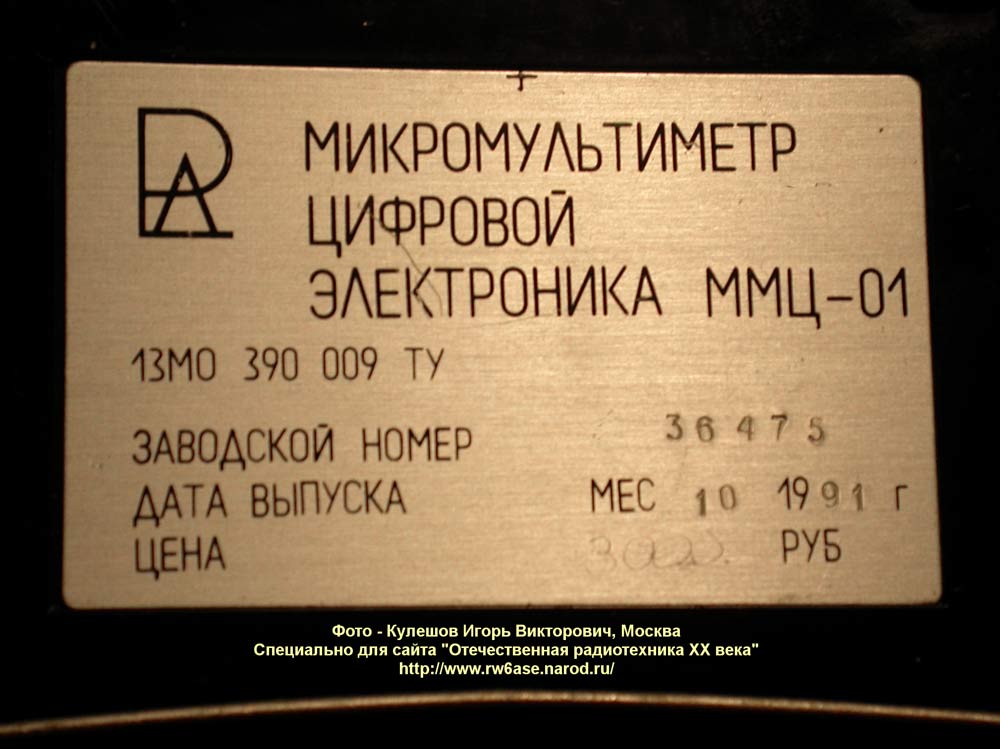 МИКРОМУЛЬТИМЕТР
ЦИФРОВОЙ
ЭЛЕКТРОНИКА ММЦ-01
13МО 390 009 ТУ
ЗАВОДСКОЙ НОМЕР 36475
ДАТА ВЫПУСКА МЕС 10 1991 г
ЦЕНА РУБ
Фото - Кулешов Игорь Викторович, Москва
Специально для сайта "Отечественная радиотехника XX века"
http://www.rw6ase.narod.ru/